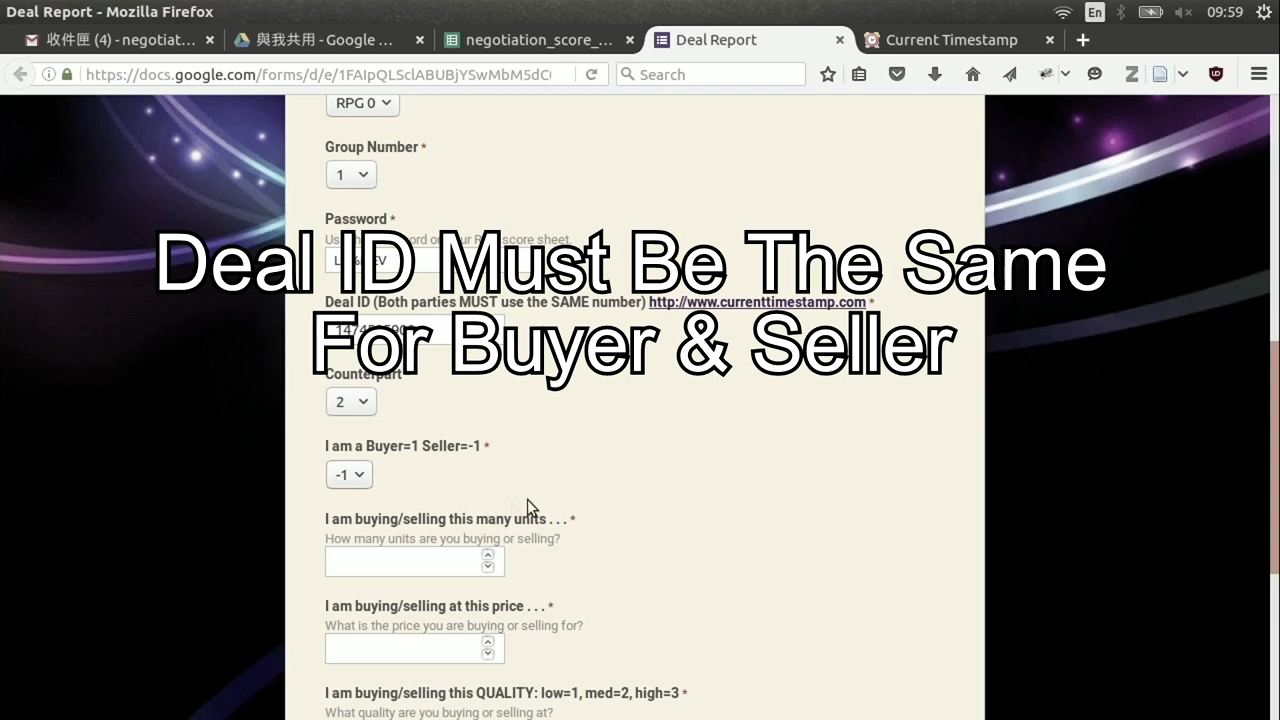 Deal Report - Mozilla Firefox
En
09:59
收件匣 (4) - negotiat...
與我共用 - Google ...
negotiation_score_...
Deal Report
Current Timestamp
https://docs.google.com/forms/d/e/
Search
RPG 0
Group Number *
1
Password *
score sheet.
Deal ID Must Be The Same
Deal ID (Both parties MUST use the SAME number) http://www.currenttimestamp.com *
For Buyer & Seller
Counterpart
2
I am a Buyer=1 Seller=-1 *
-1
I am buying/selling this many units . . . *
How many units are you buying or selling?
I am buying/selling at this price . . . *
What is the price you are buying or selling for?
I am buying/selling this QUALITY: low=1, med=2, high=3 *
What quality are you buying or selling at?